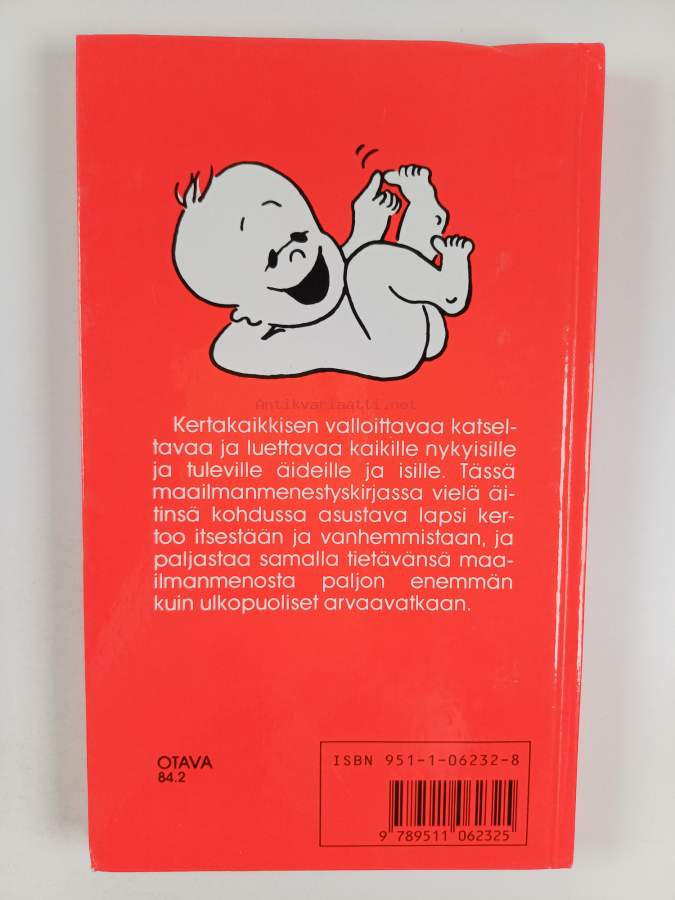 Antikvariaatti.net
Kertakaikkisen valloittavaa katsel-
tavaa ja luettavaa kaikille nykyisille
ja tuleville äideille ja isille. Tässä
maailmanmenestyskirjassa vielä äi-
tinsä kohdussa asustava lapsi ker-
too itsestään ja vanhemmistaan, ja
paljastaa samalla tietävänsä maa-
ilmanmenosta paljon enemmän
kuin ulkopuoliset arvaavatkaan.
OTAVA
84.2
ISBN 951-1-06232-8
9 789511 062325